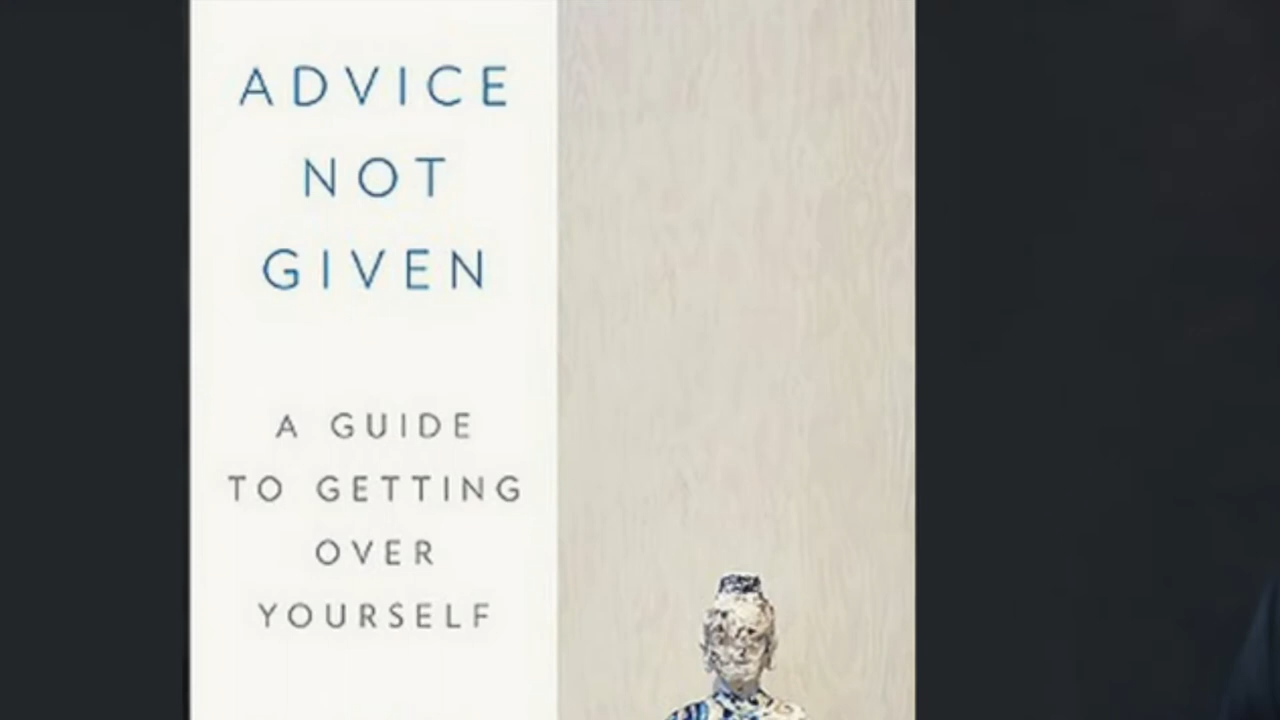 ADVICE
NOT
GIVEN
A GUIDE
TO GETTING
OVER
YOURSELF